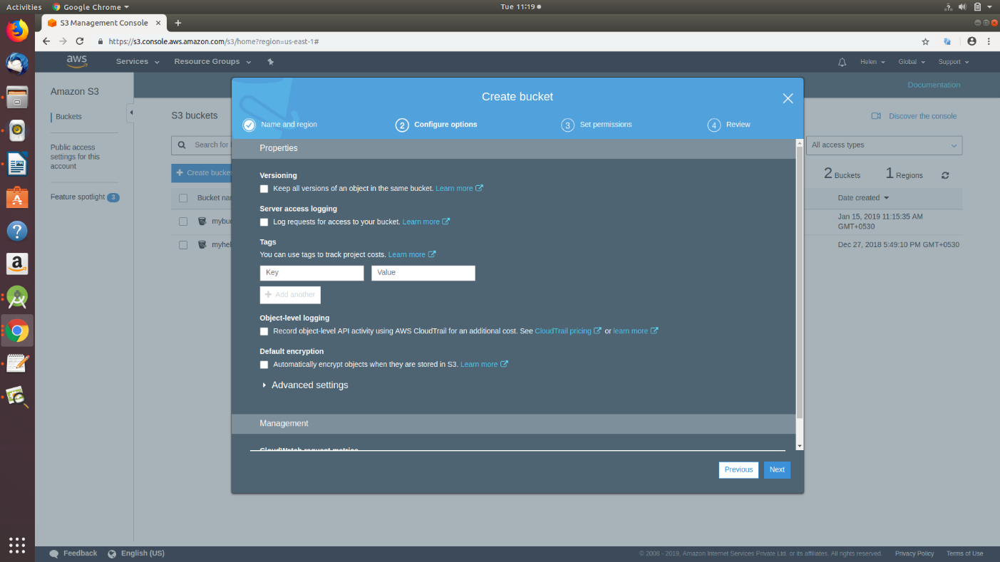 Activities Google Chrome Tue 11:19
S3 Management Console
https://s3.console.aws.amazon.com/s3/home?region=us-east-1#
aws Services Resource Groups Helen Global Support
Amazon S3
Buckets
Public access
settings for this
account
Feature spotlight 3
Documentation
S3 buckets
Discover the console
Search for
All access types
Create bucket
2 Buckets 1 Regions
Date created
Jan 15, 2019 11:15:35 AM
GMT+0530
Dec 27, 2018 5:49:10 PM GMT+0530
Create bucket
Name and region 2 Configure options 3 Set permissions 4 Review
Properties
Versioning
Keep all versions of an object in the same bucket. Learn more
Server access logging
Log requests for access to your bucket. Learn more
Tags
You can use tags to track project costs. Learn more
Key Value
Add another
Object-level logging
Record object-level API activity using AWS CloudTrail for an additional cost. See CloudTrail pricing or learn more
Default encryption
Automatically encrypt objects when they are stored in S3. Learn more
Advanced settings
Management
CloudWatch request metrics
Previous Next
Feedback English (US)
© 2008 - 2019, Amazon Internet Services Private Ltd. or its affiliates. All rights reserved. Privacy Policy Terms of Use